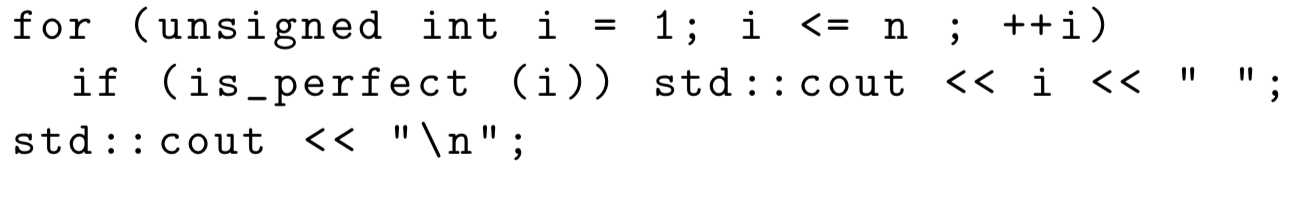 for (unsigned int i = 1; i <= n ; ++i)
  if (is_perfect (i)) std::cout << i << " ";
std::cout << "\n";